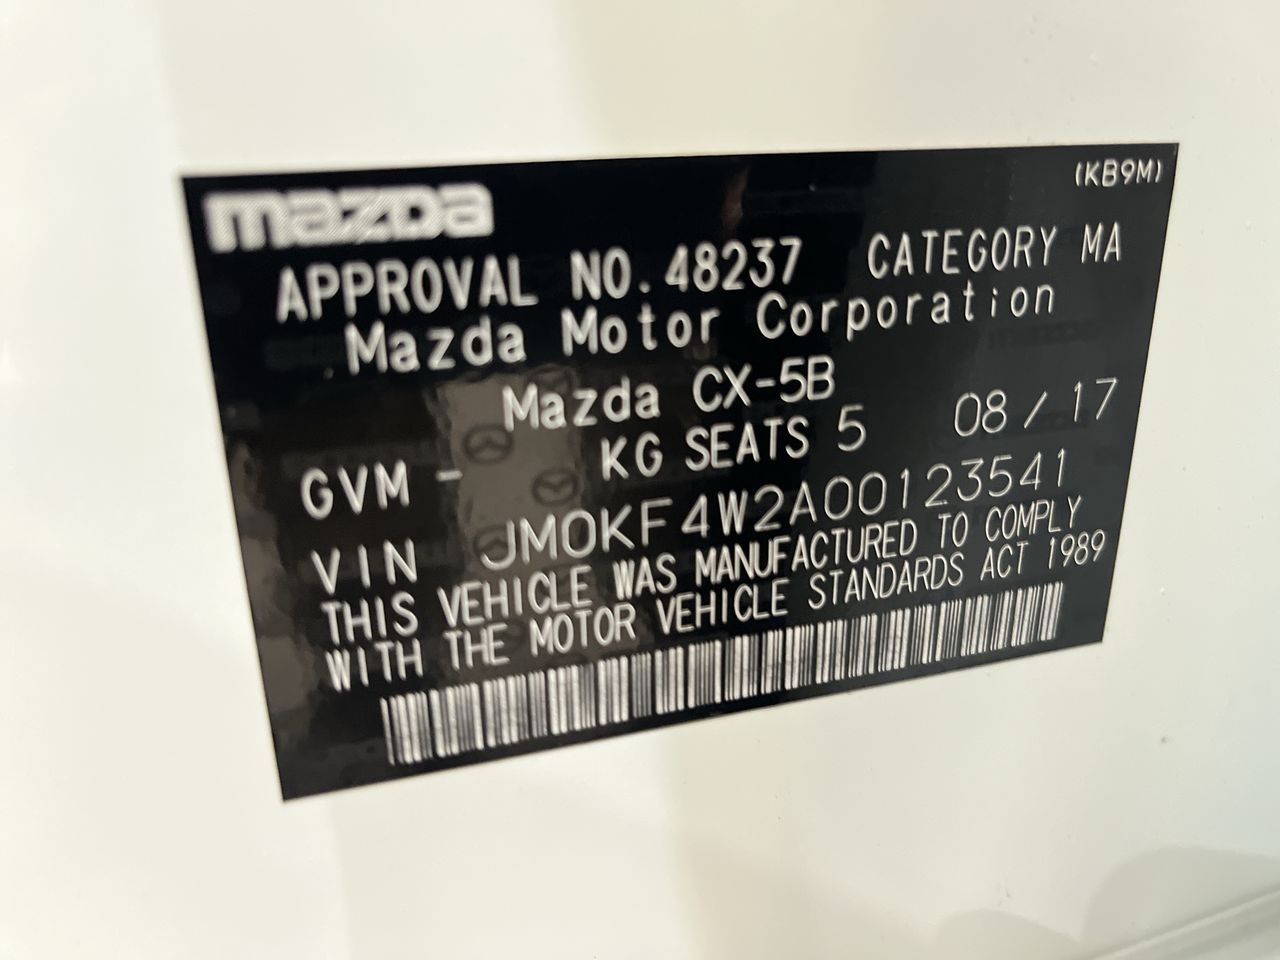 mazda
(KB9M)
APPROVAL NO. 48237 CATEGORY MA
Mazda Motor Corporation
Mazda CX-5B
GVM - KG SEATS 5 08 / 17
VIN JM0KF4W2A00123541
THIS VEHICLE WAS MANUFACTURED TO COMPLY
WITH THE MOTOR VEHICLE STANDARDS ACT 1989